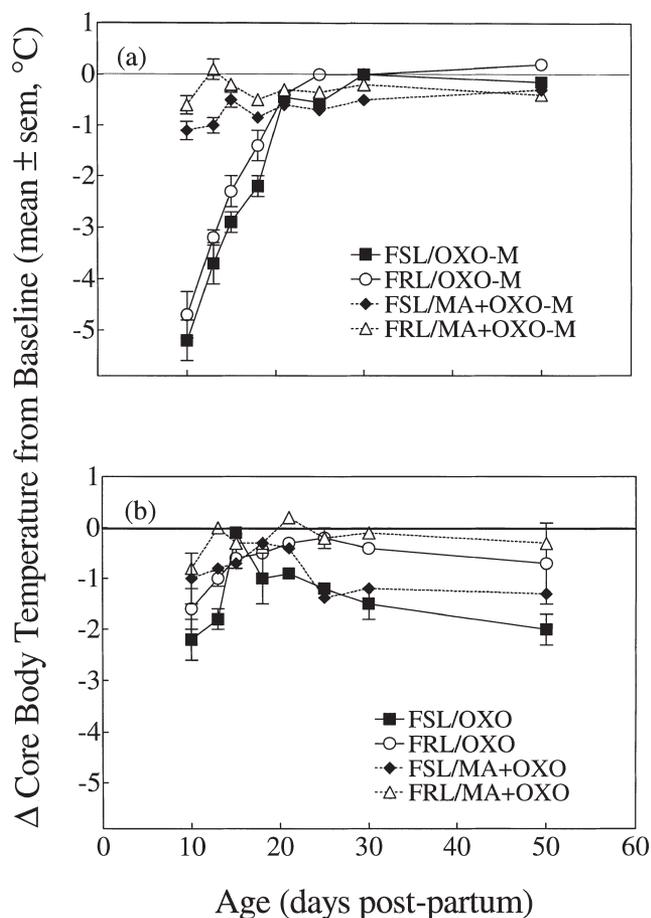 Δ Core Body Temperature from Baseline (mean ± sem, °C)
(a)
1
0
-1
-2
-3
-4
-5
FSL/OXO-M
FRL/OXO-M
FSL/MA+OXO-M
FRL/MA+OXO-M
(b)
1
0
-1
-2
-3
-4
-5
FSL/OXO
FRL/OXO
FSL/MA+OXO
FRL/MA+OXO
0 10 20 30 40 50 60
Age (days post-partum)